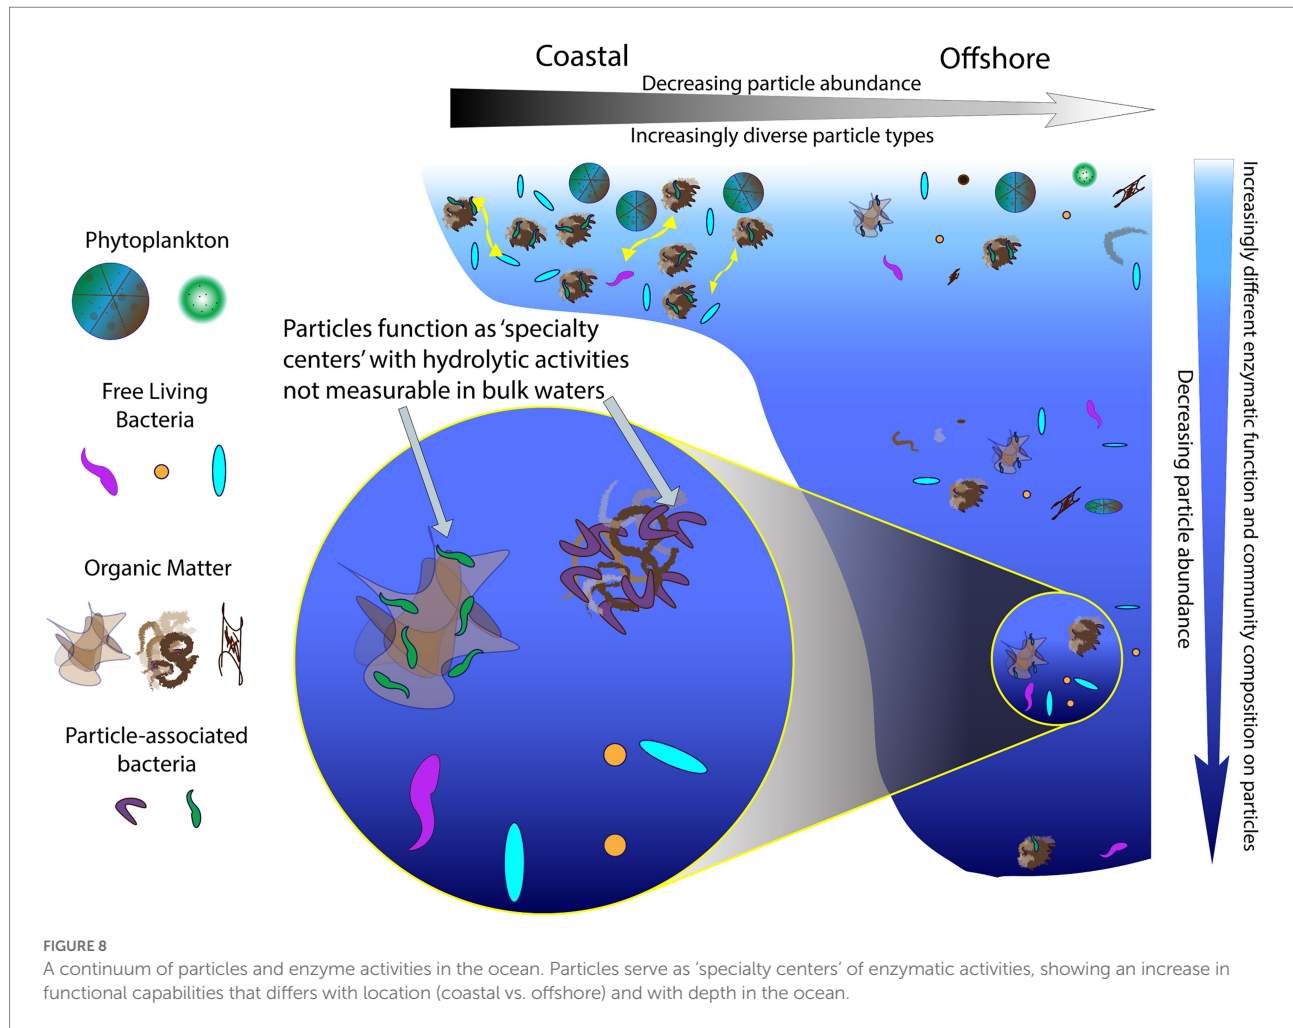 Coastal
Offshore
Decreasing particle abundance
Increasingly diverse particle types
Phytoplankton
Free Living
Bacteria
Organic Matter
Particle-associated
bacteria
Particles function as ‘specialty
centers’ with hydrolytic activities
not measurable in bulk waters
Decreasing particle abundance
Increasingly different enzymatic function and community composition on particles
FIGURE 8
A continuum of particles and enzyme activities in the ocean. Particles serve as ‘specialty centers’ of enzymatic activities, showing an increase in
functional capabilities that differs with location (coastal vs. offshore) and with depth in the ocean.